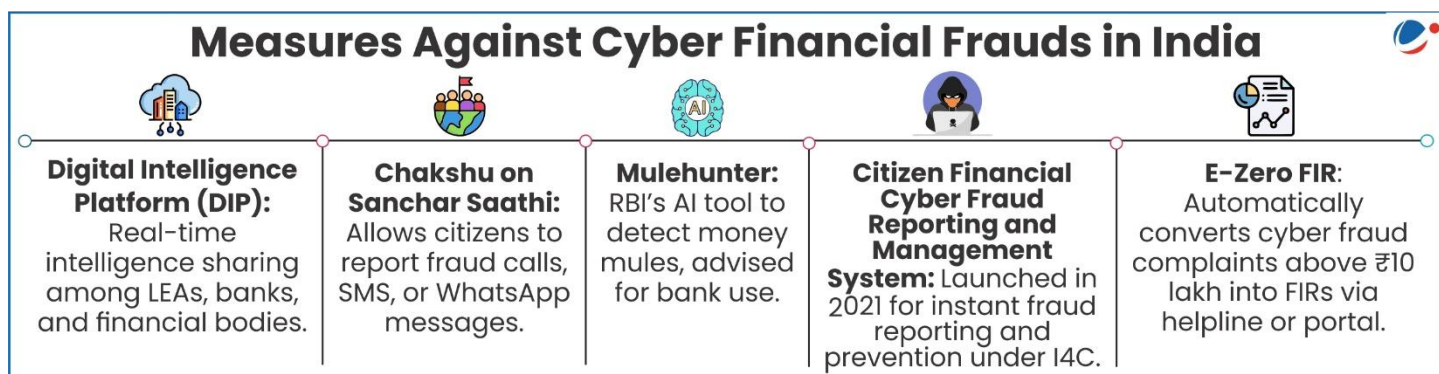 Measures Against Cyber Financial Frauds in India
Digital Intelligence
Platform (DIP):
Real-time
intelligence sharing
among LEAs, banks,
and financial bodies.
Chakshu on
Sanchar Saathi:
Allows citizens to
report fraud calls,
SMS, or WhatsApp
messages.
AI
Mulehunter:
RBI's AI tool to
detect money
mules, advised
for bank use.
Citizen Financial
Cyber Fraud
Reporting and
Management
System: Launched in
2021 for instant fraud
reporting and
prevention under I4C.
E-Zero FIR:
Automatically
converts cyber fraud
complaints above ₹10
lakh into FIRs via
helpline or portal.